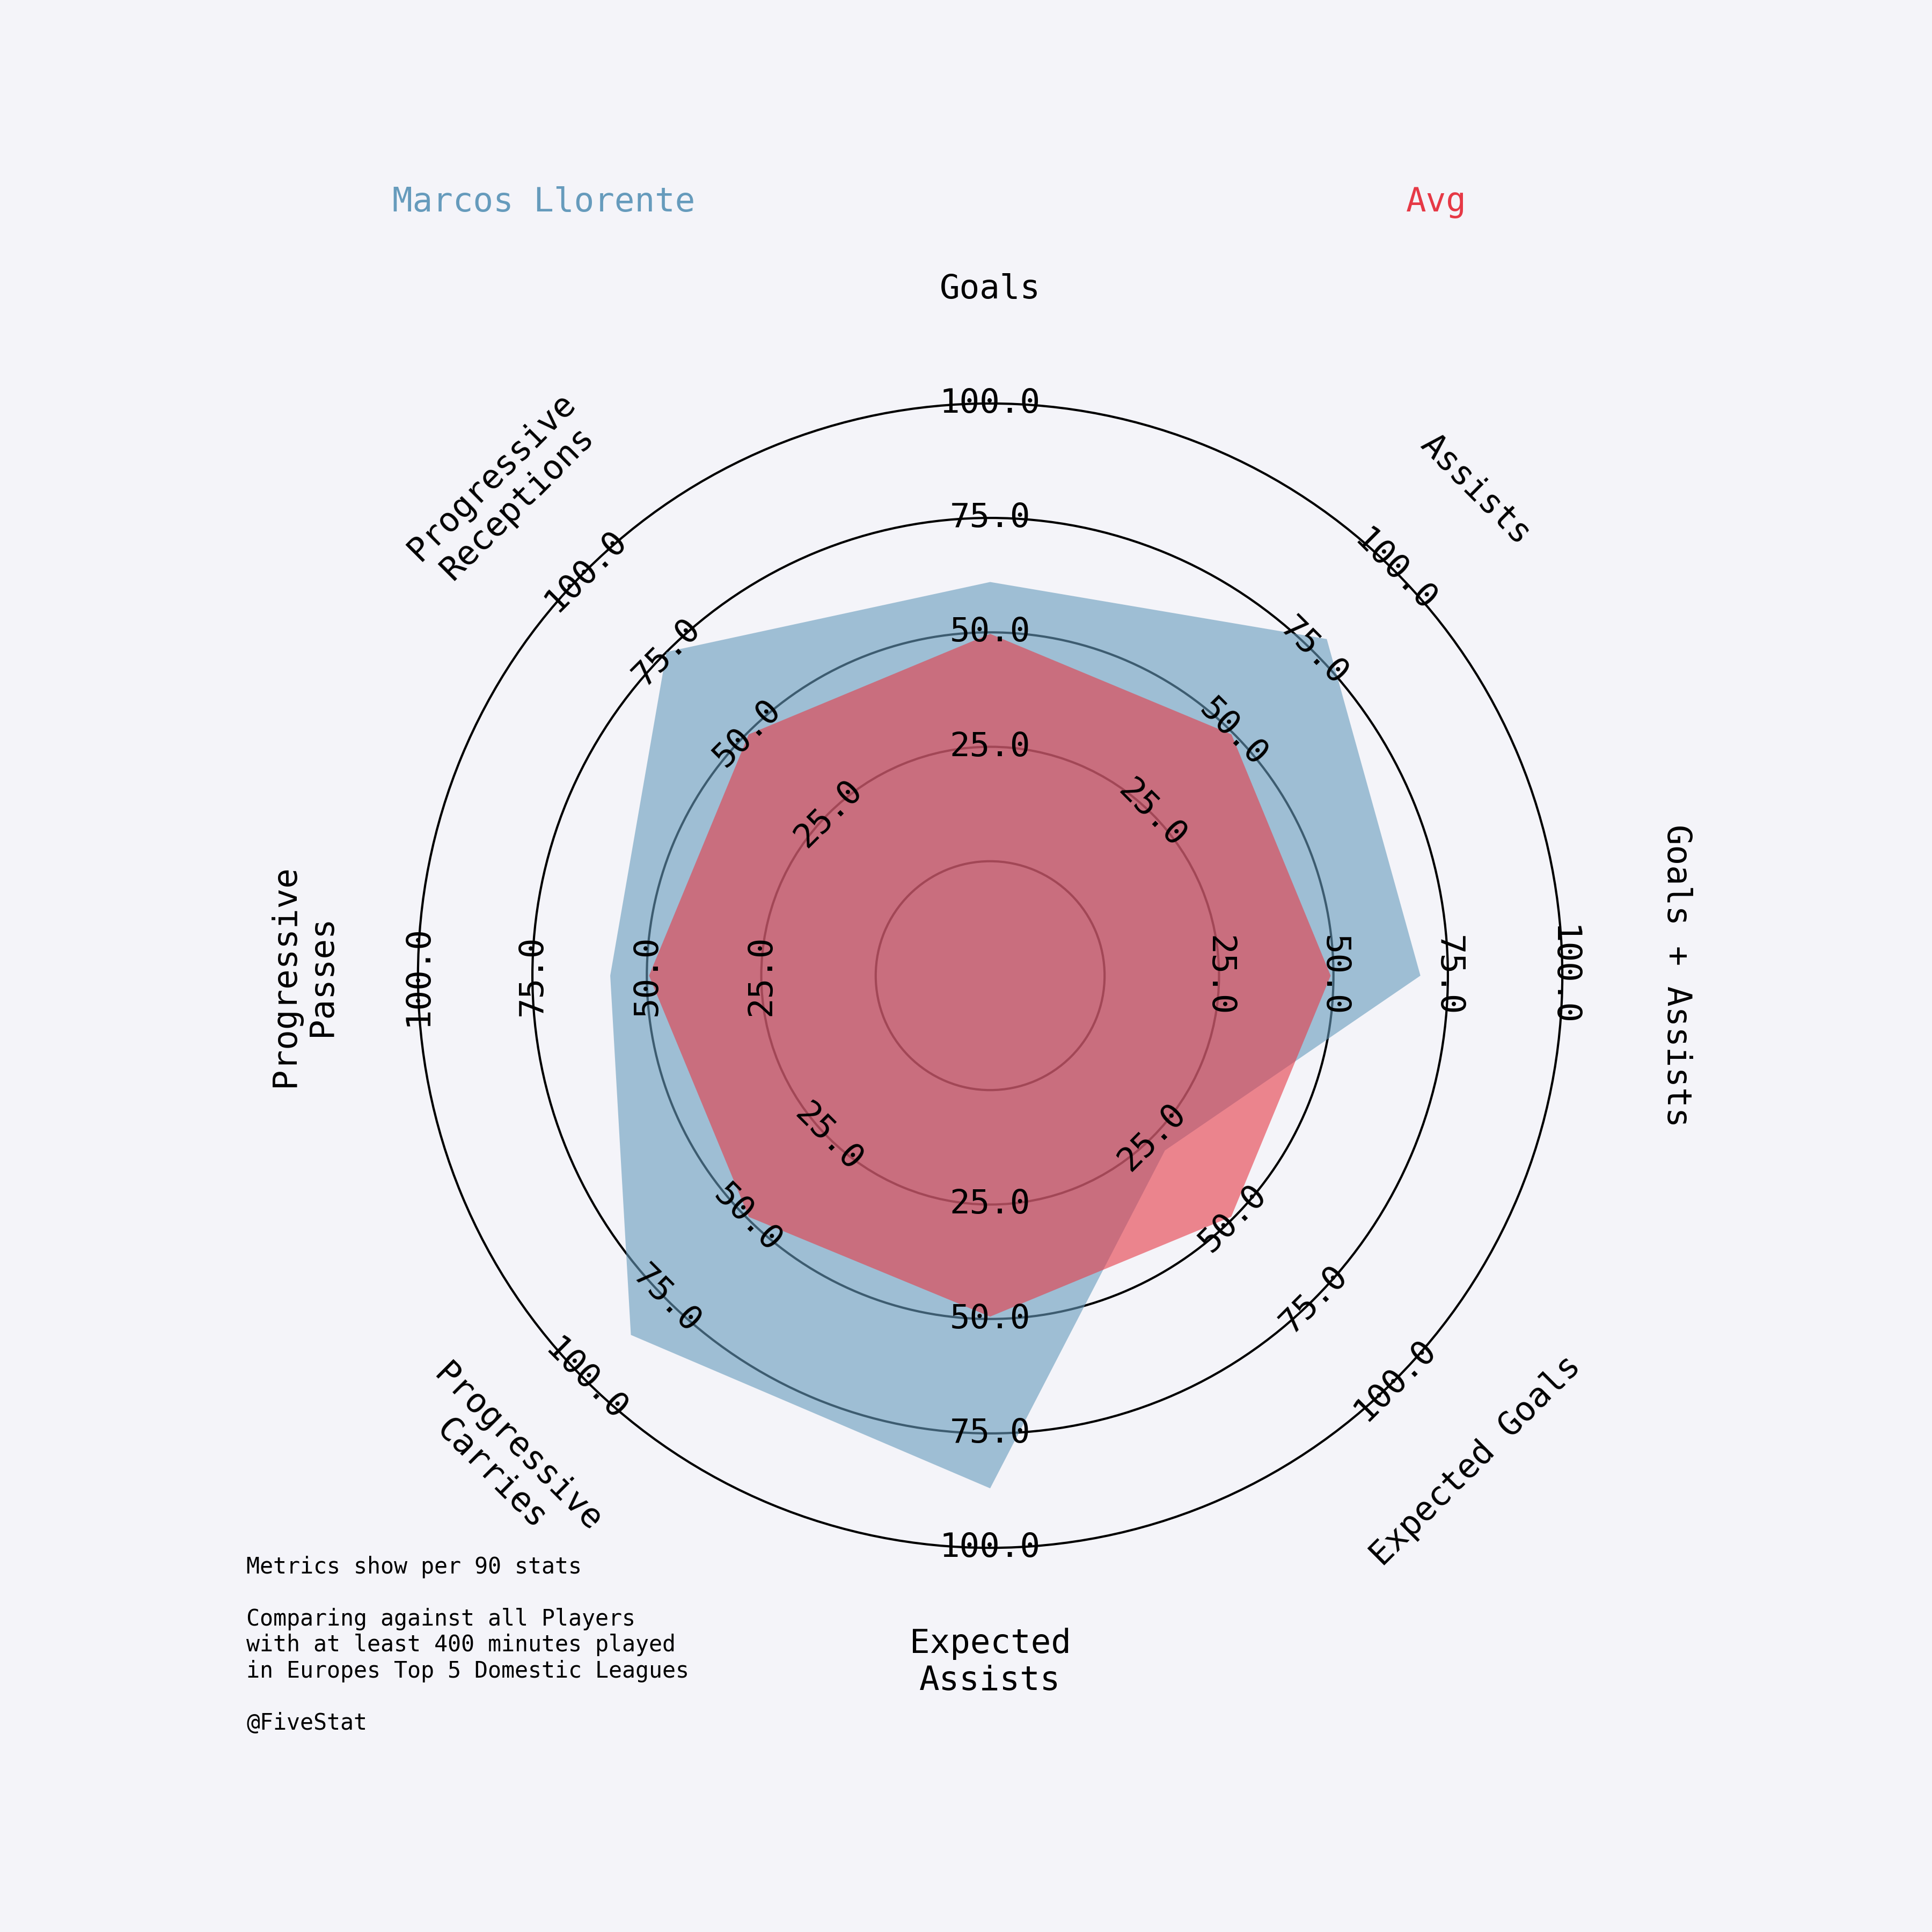 Marcos Llorente
Avg
Goals
Assists
Goals + Assists
Expected Goals
Expected
Assists
Progressive
Carries
Progressive
Passes
Progressive
Receptions
25.0
50.0
75.0
100.0
25.0
50.0
75.0
100.0
25.0
50.0
75.0
100.0
25.0
50.0
75.0
100.0
25.0
50.0
75.0
100.0
25.0
50.0
75.0
100.0
25.0
50.0
75.0
100.0
25.0
50.0
75.0
100.0
Metrics show per 90 stats
Comparing against all Players
with at least 400 minutes played
in Europes Top 5 Domestic Leagues
@FiveStat